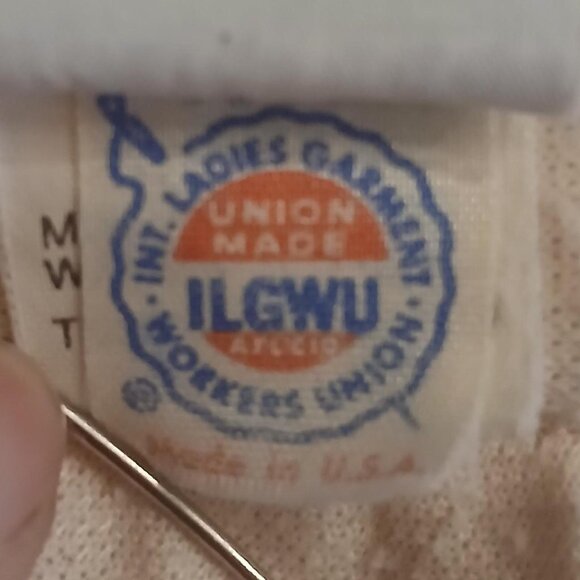 INT. LADIES GARMENT
UNION
MADE
ILGWU
AFL CIO
WORKERS UNION
®
Made in U.S.A.
M
W
T